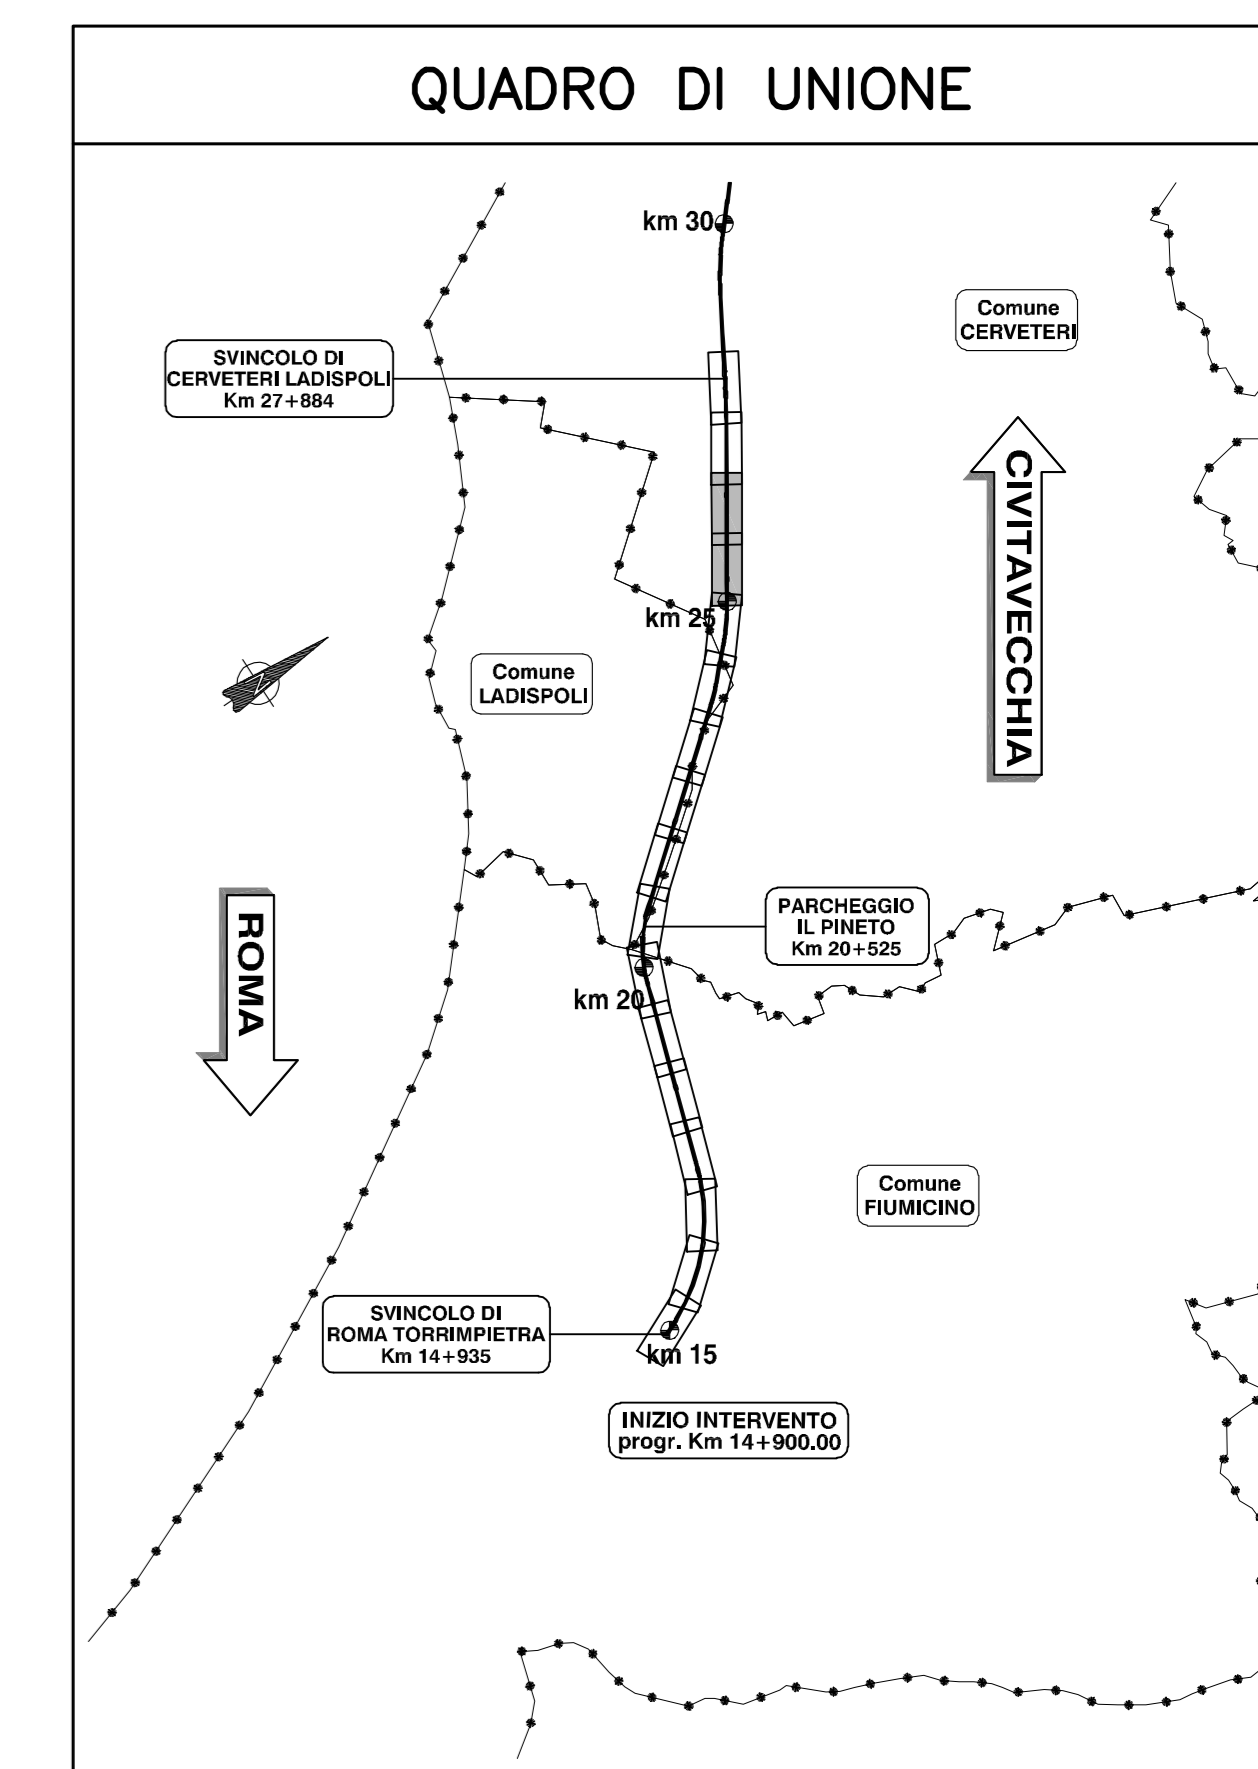 QUADRO DI UNIONE
km 30
Comune
CERVETERI
SVINCOLO DI
CERVETERI LADISPOLI
Km 27+884
CIVITAVECCHIA
km 25
Comune
LADISPOLI
N
PARCHEGGIO
IL PINETO
Km 20+525
ROMA
km 20
Comune
FIUMICINO
SVINCOLO DI
ROMA TORRIMPIETRA
Km 14+935
km 15
INIZIO INTERVENTO
progr. Km 14+900.00